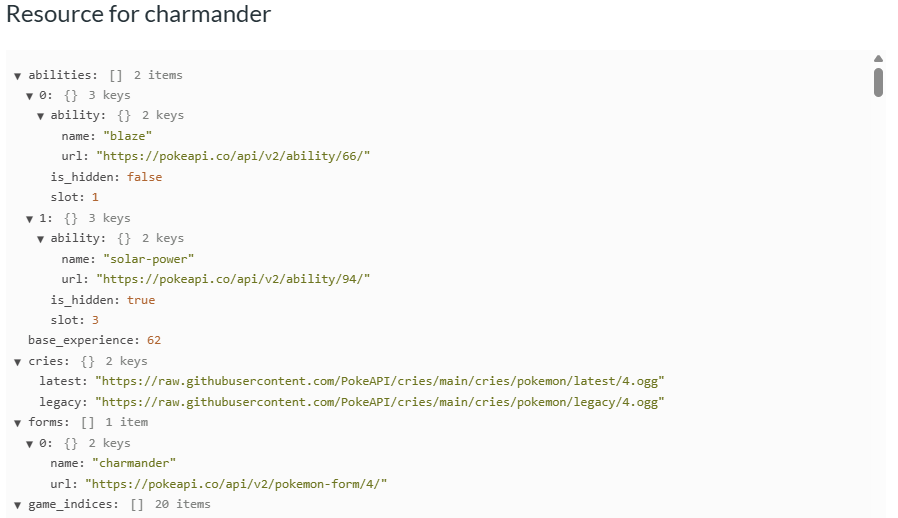 Resource for charmander
▼ abilities: [] 2 items
▼ 0: {} 3 keys
▼ ability: {} 2 keys
name: "blaze"
url: "https://pokeapi.co/api/v2/ability/66/"
is_hidden: false
slot: 1
▼ 1: {} 3 keys
▼ ability: {} 2 keys
name: "solar-power"
url: "https://pokeapi.co/api/v2/ability/94/"
is_hidden: true
slot: 3
base_experience: 62
▼ cries: {} 2 keys
latest: "https://raw.githubusercontent.com/PokeAPI/cries/main/cries/pokemon/latest/4.ogg"
legacy: "https://raw.githubusercontent.com/PokeAPI/cries/main/cries/pokemon/legacy/4.ogg"
▼ forms: [] 1 item
▼ 0: {} 2 keys
name: "charmander"
url: "https://pokeapi.co/api/v2/pokemon-form/4/"
▼ game_indices: [] 20 items